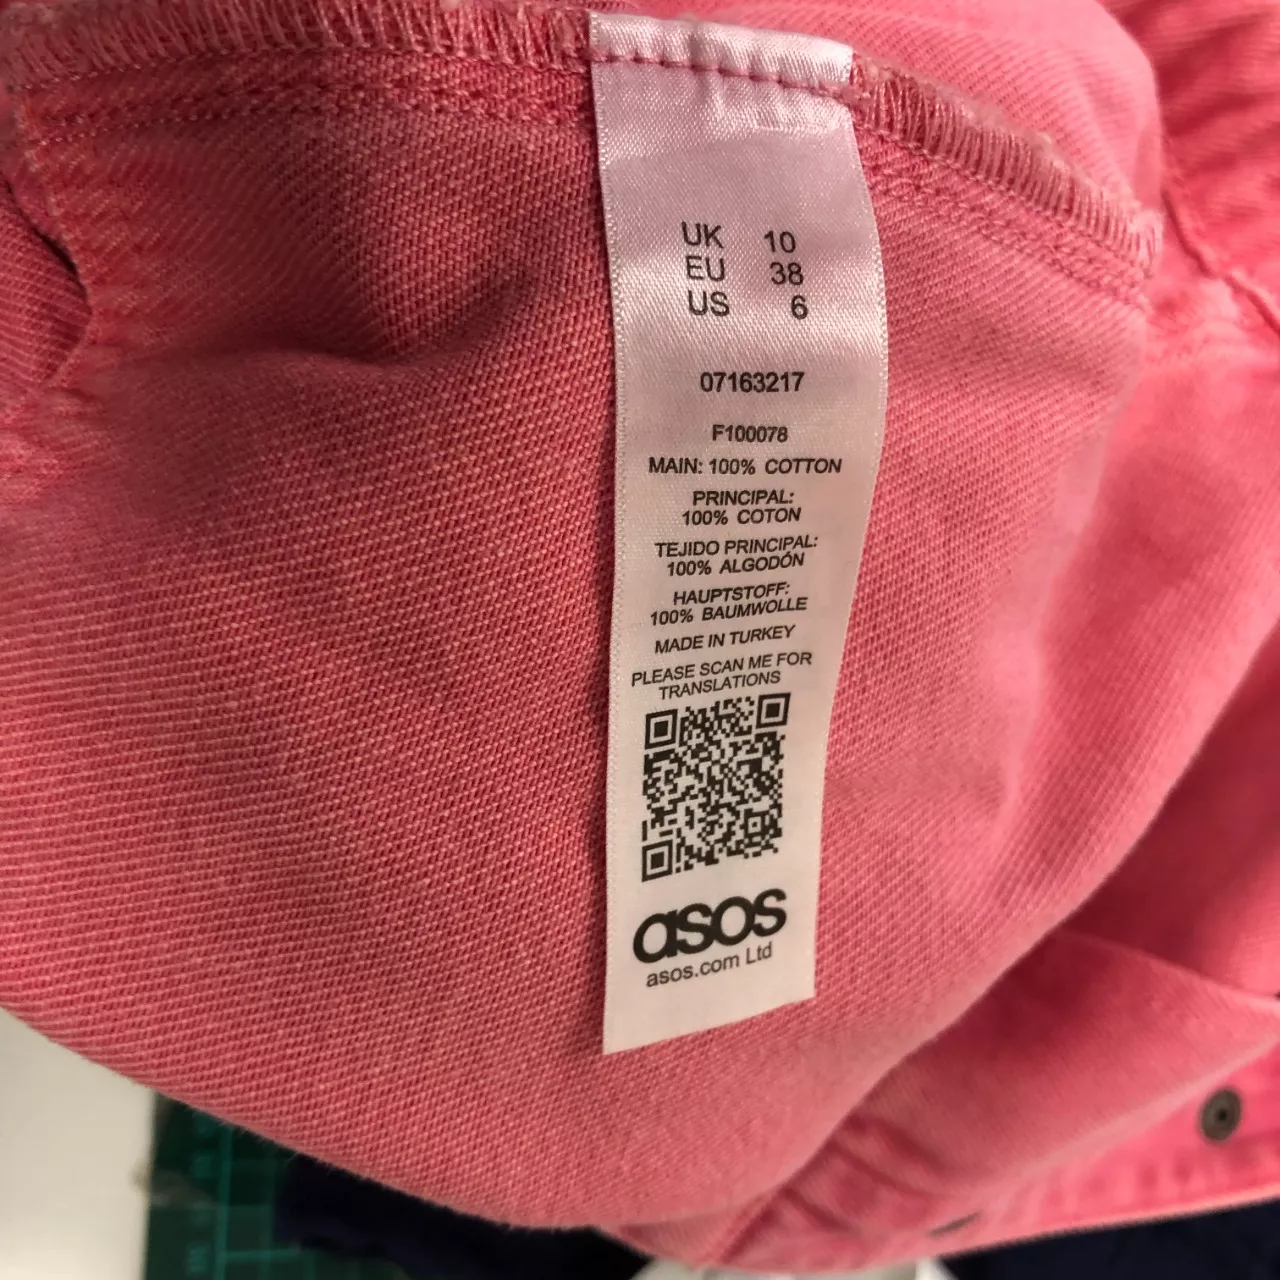 UK 10
EU 38
US 6
07163217
F100078
MAIN: 100% COTTON
PRINCIPAL:
100% COTON
TEJIDO PRINCIPAL:
100% ALGODÓN
HAUPTSTOFF:
100% BAUMWOLLE
MADE IN TURKEY
PLEASE SCAN ME FOR
TRANSLATIONS
asos
asos.com Ltd